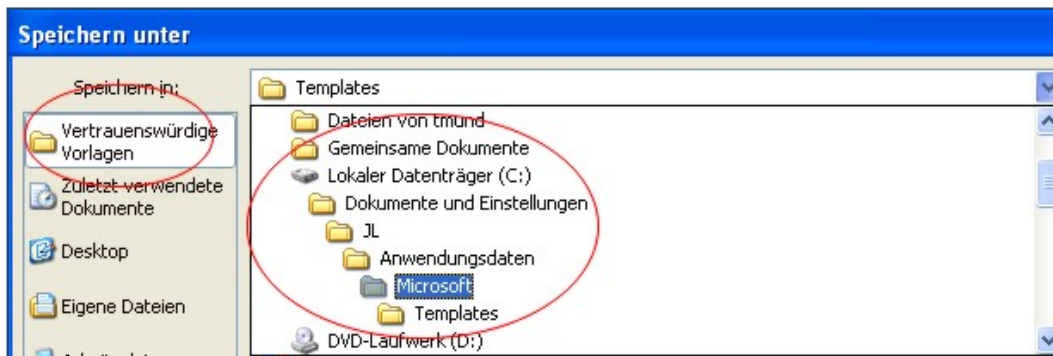 Speichern unter
Speichern in:
Templates
Vertrauenswürdige
Vorlagen
Zuletzt verwendete
Dokumente
Desktop
Eigene Dateien
Dateien von tmund
Gemeinsame Dokumente
Lokaler Datenträger (C:)
Dokumente und Einstellungen
JL
Anwendungsdaten
Microsoft
Templates
DVD-Laufwerk (D:)